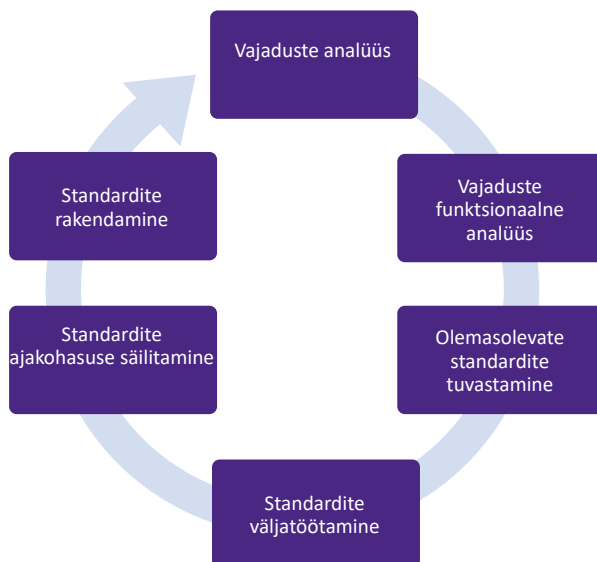 Vajaduste analüüs
Vajaduste
funktsionaalne
analüüs
Olemasolevate
standardite
tuvastamine
Standardite
väljatöötamine
Standardite
ajakohasuse säilitamine
Standardite
rakendamine